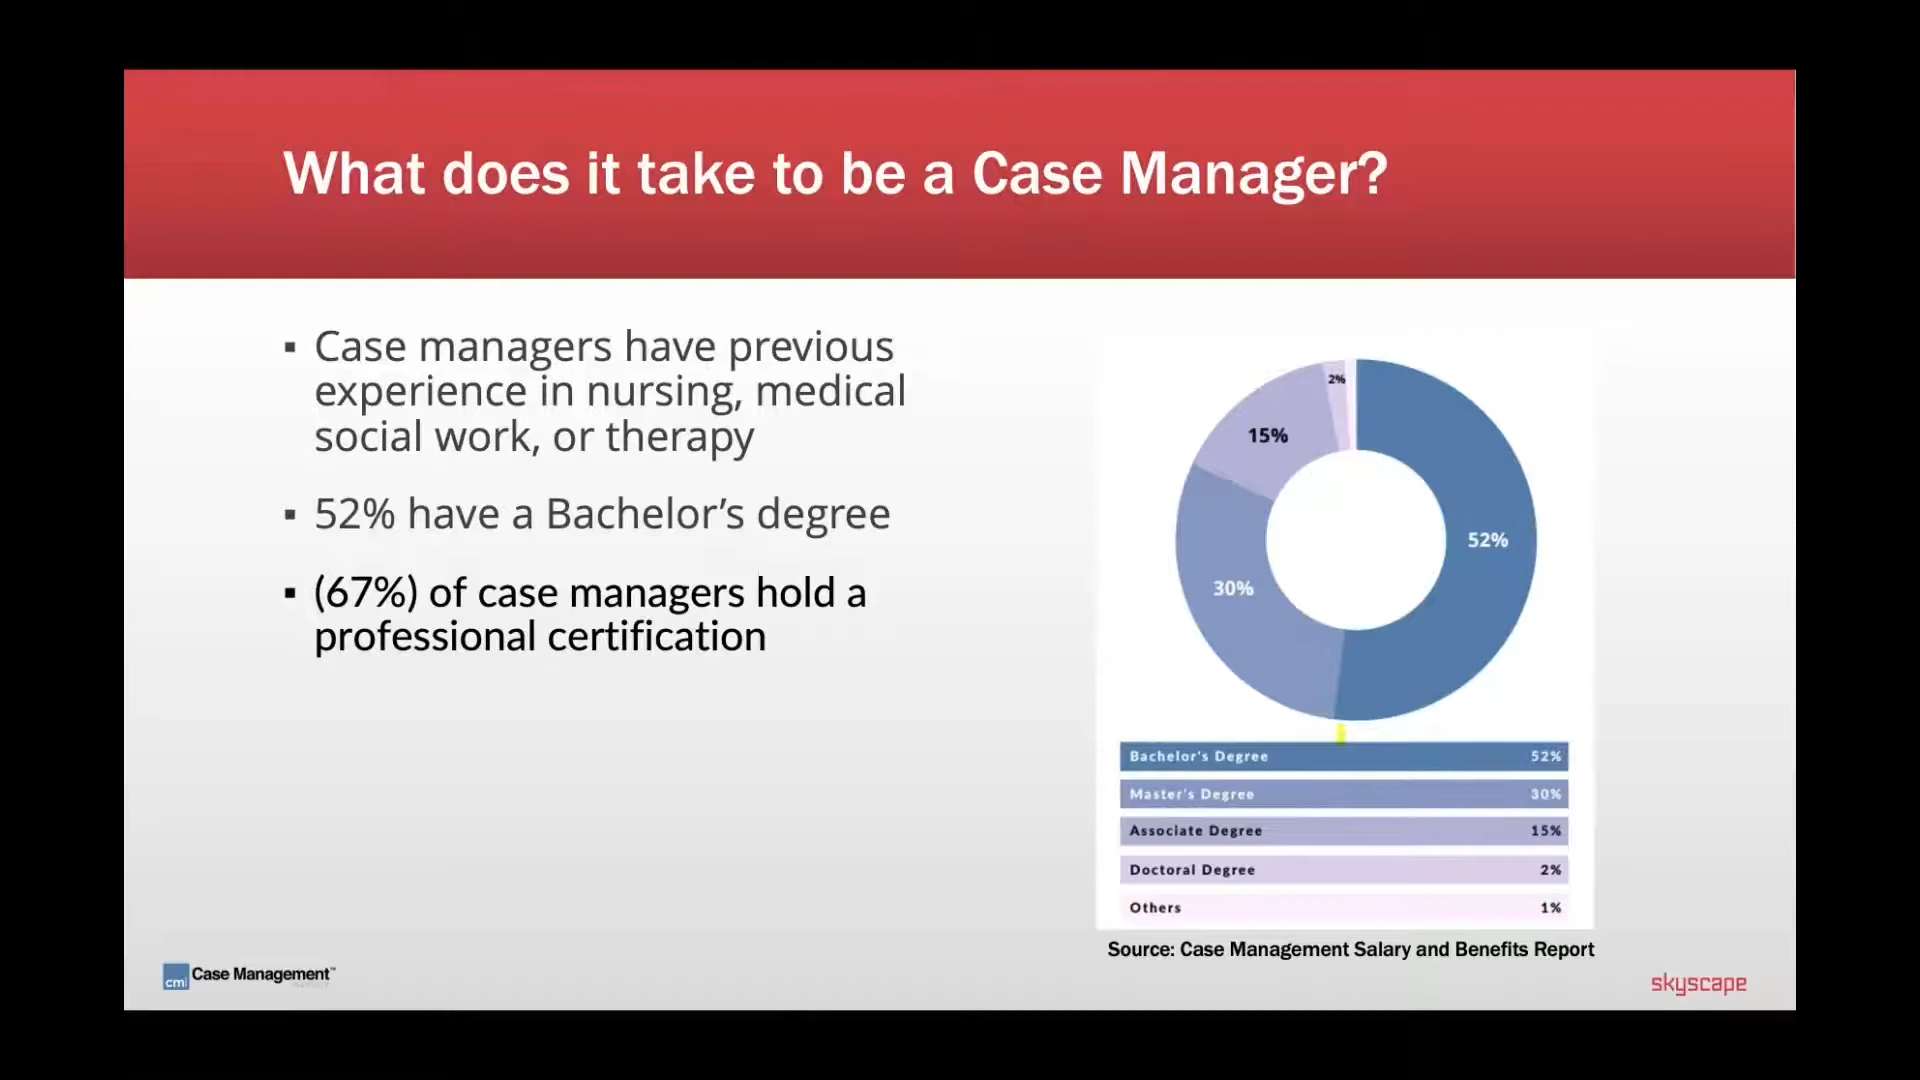 What does it take to be a Case Manager?
▪ Case managers have previous
experience in nursing, medical
social work, or therapy
▪ 52% have a Bachelor’s degree
▪ (67%) of case managers hold a
professional certification
2%
15%
52%
30%
Bachelor's Degree 52%
Master's Degree 30%
Associate Degree 15%
Doctoral Degree 2%
Others 1%
Source: Case Management Salary and Benefits Report
cmi Case Management™
skyscape